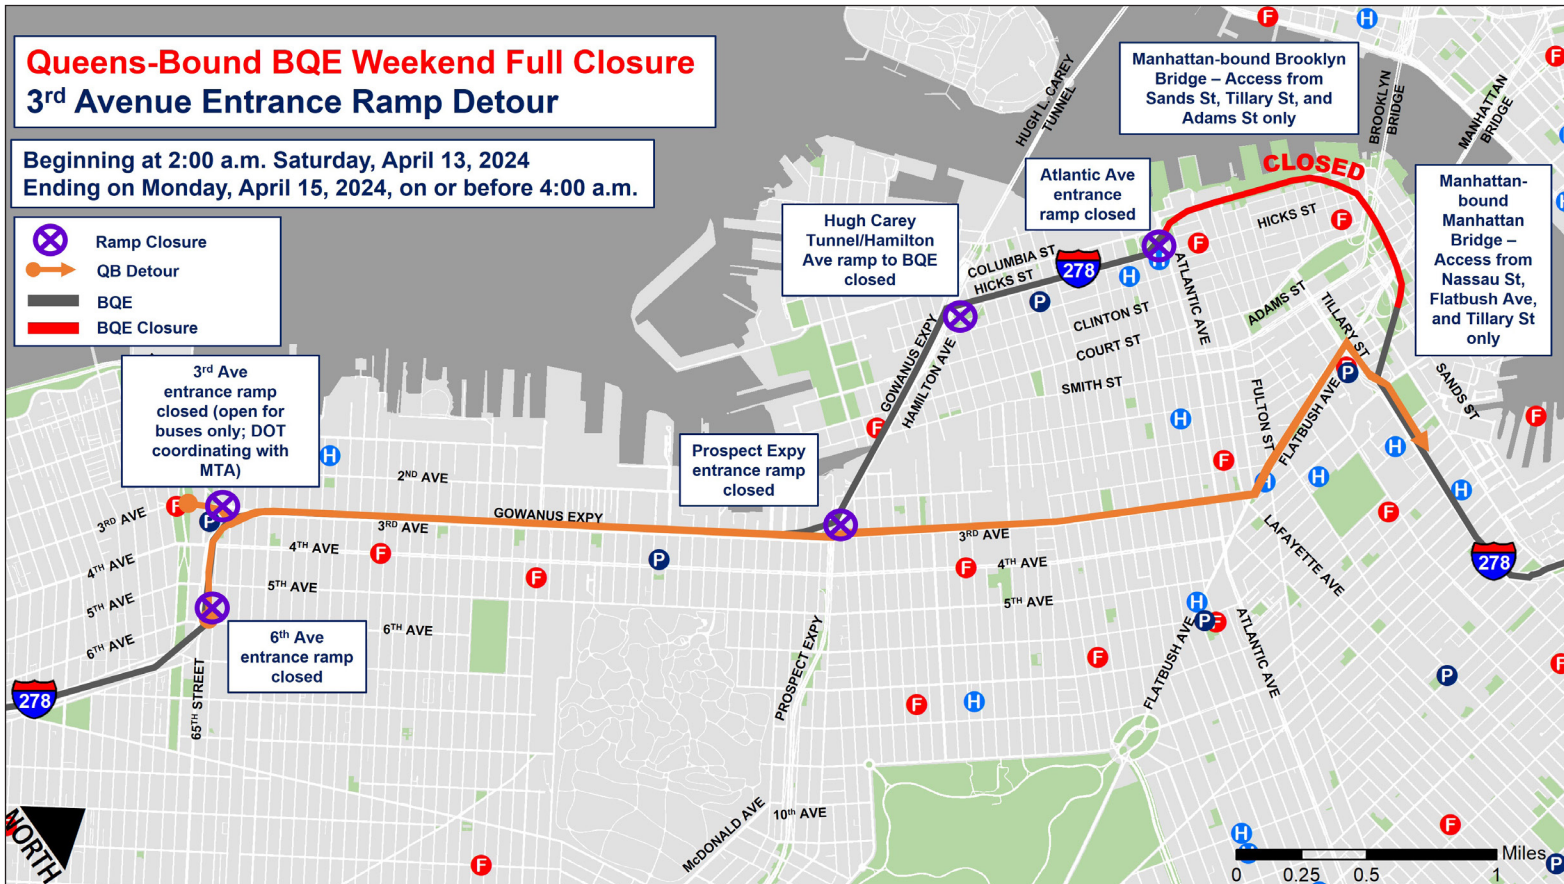 Queens-Bound BQE Weekend Full Closure
3rd Avenue Entrance Ramp Detour
Beginning at 2:00 a.m. Saturday, April 13, 2024
Ending on Monday, April 15, 2024, on or before 4:00 a.m.
Ramp Closure
QB Detour
BQE
BQE Closure
Manhattan-bound Brooklyn
Bridge – Access from
Sands St, Tillary St, and
Adams St only
Atlantic Ave
entrance
ramp closed
Hugh Carey
Tunnel/Hamilton
Ave ramp to BQE
closed
Manhattan-
bound
Manhattan
Bridge –
Access from
Nassau St,
Flatbush Ave,
and Tillary St
only
3rd Ave
entrance ramp
closed (open for
buses only; DOT
coordinating with
MTA)
Prospect Expy
entrance ramp
closed
6th Ave
entrance ramp
closed
HUGH L. CAREY
TUNNEL
BROOKLYN
BRIDGE
MANHATTAN
BRIDGE
CLOSED
HICKS ST
COLUMBIA ST
HICKS ST
278
ATLANTIC AVE
ADAMS ST
TILLARY ST
SANDS ST
CLINTON ST
COURT ST
SMITH ST
FULTON ST
FLATBUSH AVE
GOWANUS EXPY
HAMILTON AVE
2ND AVE
GOWANUS EXPY
3RD AVE
3RD AVE
3RD AVE
4TH AVE
4TH AVE
4TH AVE
5TH AVE
5TH AVE
5TH AVE
6TH AVE
6TH AVE
LAFAYETTE AVE
278
278
65TH STREET
PROSPECT EXPY
FLATBUSH AVE
ATLANTIC AVE
McDONALD AVE
10th AVE
NORTH
Miles
0 0.25 0.5 1
F
H
F
H
F
H
F
F
H
H
H
P
F
F
P
F
H
H
H
F
H
H
H
F
P
F
F
F
P
F
H
P
F
F
F
P
F
H
F
F
H
H
P